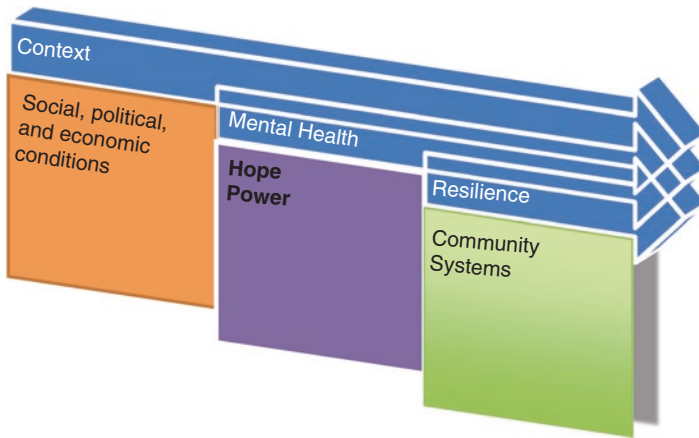 Context
Social, political,
and economic
conditions
Mental Health
Hope
Power
Resilience
Community
Systems